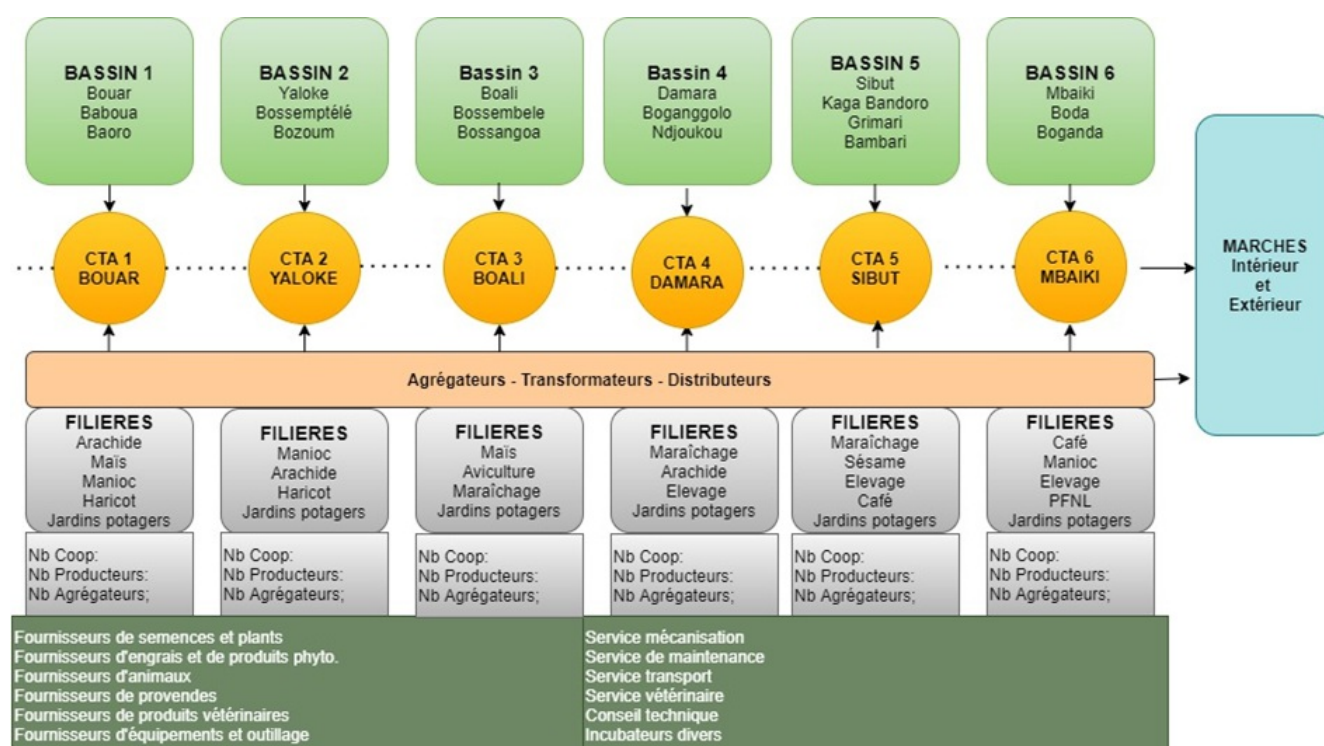 BASSIN 1
Bouar
Baboua
Baoro
BASSIN 2
Yaloke
Bossemptélé
Bozoum
Bassin 3
Boali
Bossembele
Bossangoa
Bassin 4
Damara
Boganggolo
Ndjoukou
BASSIN 5
Sibut
Kaga Bandoro
Grimari
Bambari
BASSIN 6
Mbaiki
Boda
Boganda
CTA 1
BOUAR
CTA 2
YALOKE
CTA 3
BOALI
CTA 4
DAMARA
CTA 5
SIBUT
CTA 6
MBAIKI
MARCHES
Intérieur
et
Extérieur
Agrégateurs - Transformateurs - Distributeurs
FILIERES
Arachide
Maïs
Manioc
Haricot
Jardins potagers
FILIERES
Manioc
Arachide
Haricot
Jardins potagers
FILIERES
Maïs
Aviculture
Maraîchage
Jardins potagers
FILIERES
Maraîchage
Arachide
Elevage
Jardins potagers
FILIERES
Maraîchage
Sésame
Elevage
Café
Jardins potagers
FILIERES
Café
Manioc
Elevage
PFNL
Jardins potagers
Nb Coop:
Nb Producteurs:
Nb Agrégateurs;
Nb Coop:
Nb Producteurs:
Nb Agrégateurs;
Nb Coop:
Nb Producteurs:
Nb Agrégateurs;
Nb Coop:
Nb Producteurs:
Nb Agrégateurs;
Nb Coop:
Nb Producteurs:
Nb Agrégateurs;
Nb Coop:
Nb Producteurs:
Nb Agrégateurs;
Fournisseurs de semences et plants
Fournisseurs d'engrais et de produits phyto.
Fournisseurs d'animaux
Fournisseurs de provendes
Fournisseurs de produits vétérinaires
Fournisseurs d'équipements et outillage
Service mécanisation
Service de maintenance
Service transport
Service vétérinaire
Conseil technique
Incubateurs divers